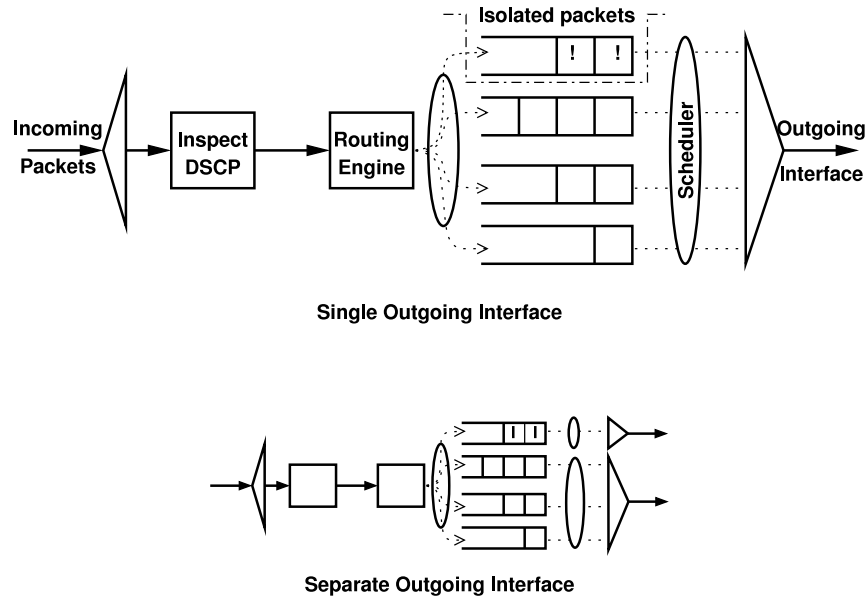 Isolated packets
! !
Incoming
Packets
Inspect
DSCP
Routing
Engine
Scheduler
Outgoing
Interface
Single Outgoing Interface
I I
Separate Outgoing Interface